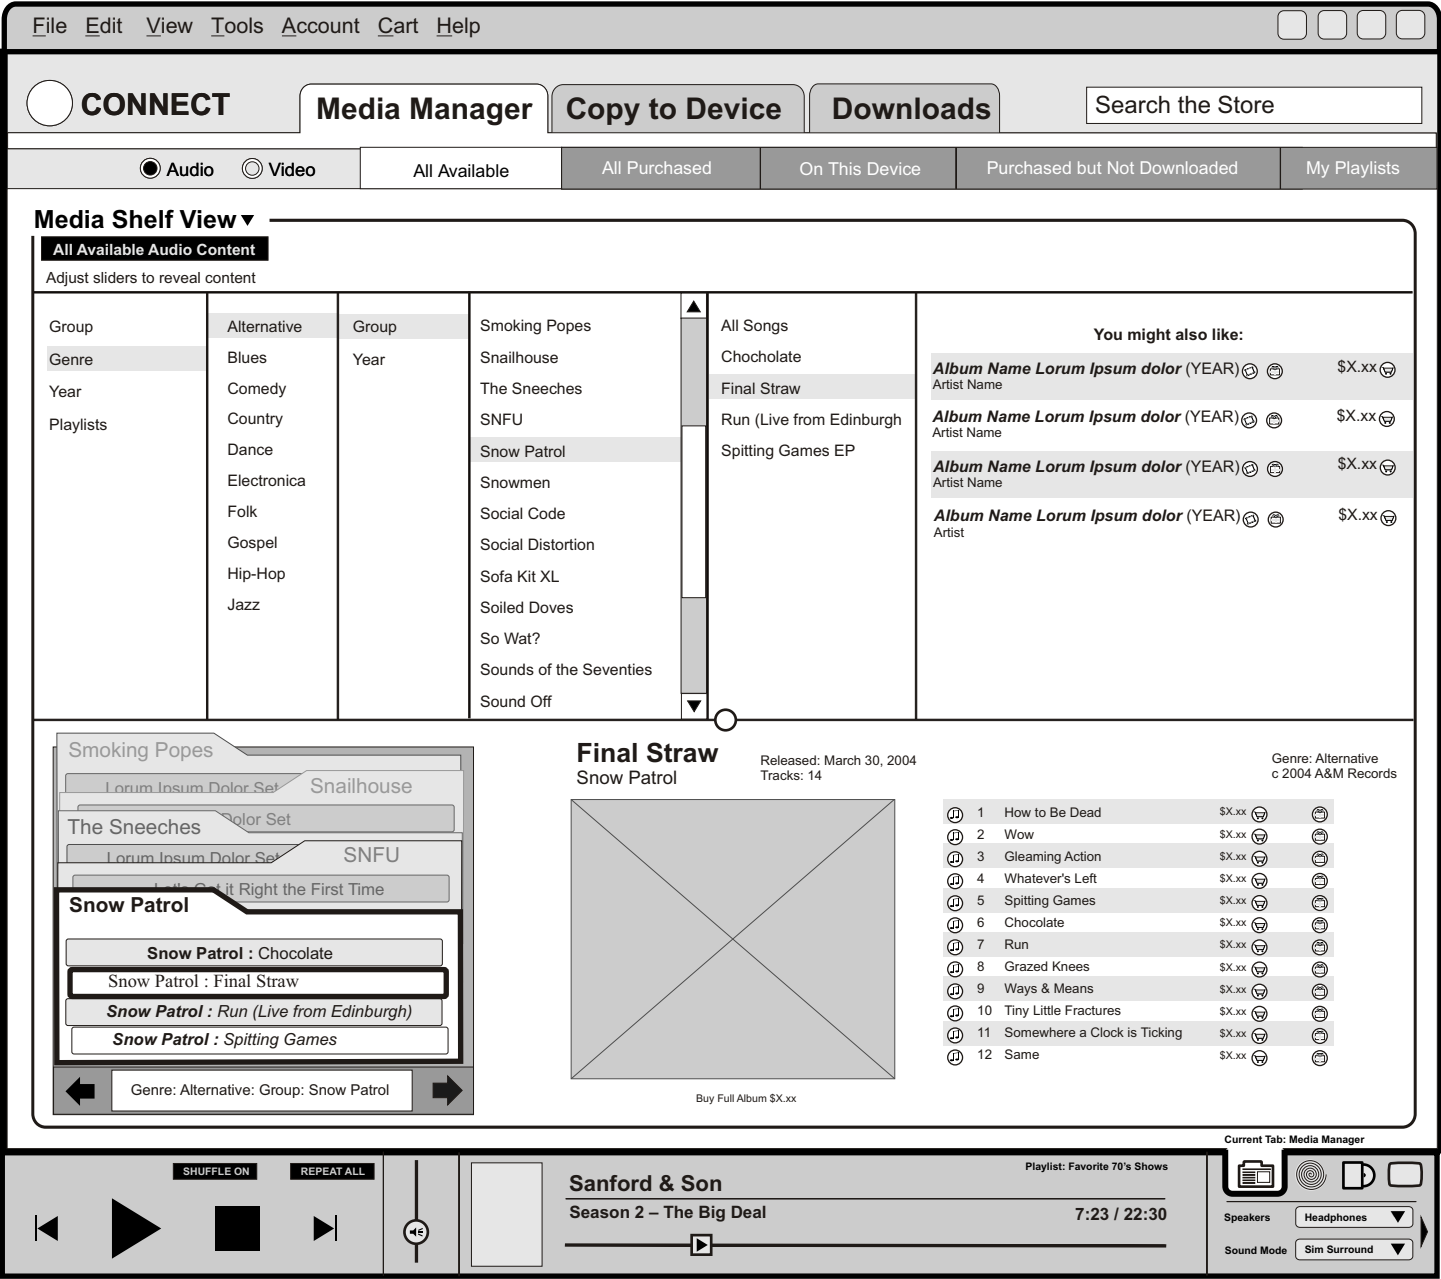 File Edit View Tools Account Cart Help
CONNECT
Media Manager Copy to Device Downloads
Search the Store
Audio Video All Available All Purchased On This Device Purchased but Not Downloaded My Playlists
Media Shelf View
All Available Audio Content
Adjust sliders to reveal content
Group
Genre
Year
Playlists
Alternative
Blues
Comedy
Country
Dance
Electronica
Folk
Gospel
Hip-Hop
Jazz
Group
Year
Smoking Popes
Snailhouse
The Sneeches
SNFU
Snow Patrol
Snowmen
Social Code
Social Distortion
Sofa Kit XL
Soiled Doves
So Wat?
Sounds of the Seventies
Sound Off
All Songs
Chocholate
Final Straw
Run (Live from Edinburgh
Spitting Games EP
You might also like:
Album Name Lorum Ipsum dolor (YEAR) $X.xx
Artist Name
Album Name Lorum Ipsum dolor (YEAR) $X.xx
Artist Name
Album Name Lorum Ipsum dolor (YEAR) $X.xx
Artist Name
Album Name Lorum Ipsum dolor (YEAR) $X.xx
Artist
Smoking Popes
Lorum Ipsum Dolor Set
Snailhouse
Dolor Set
The Sneeches
Lorum Ipsum Dolor Set
SNFU
Let's Get it Right the First Time
Snow Patrol
Snow Patrol : Chocolate
Snow Patrol : Final Straw
Snow Patrol : Run (Live from Edinburgh)
Snow Patrol : Spitting Games
Genre: Alternative: Group: Snow Patrol
Final Straw
Snow Patrol
Released: March 30, 2004
Tracks: 14
Genre: Alternative
c 2004 A&M Records
Buy Full Album $X.xx
1 How to Be Dead $X.xx
2 Wow $X.xx
3 Gleaming Action $X.xx
4 Whatever's Left $X.xx
5 Spitting Games $X.xx
6 Chocolate $X.xx
7 Run $X.xx
8 Grazed Knees $X.xx
9 Ways & Means $X.xx
10 Tiny Little Fractures $X.xx
11 Somewhere a Clock is Ticking $X.xx
12 Same $X.xx
Current Tab: Media Manager
SHUFFLE ON REPEAT ALL
Playlist: Favorite 70's Shows
Sanford & Son
Season 2 – The Big Deal 7:23 / 22:30
Speakers Headphones
Sound Mode Sim Surround